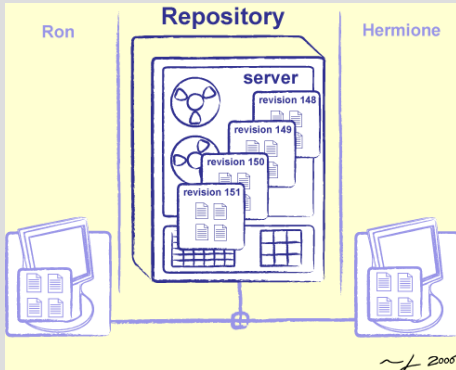 Repository
Ron
Hermione
server
revision 148
revision 149
revision 150
revision 151